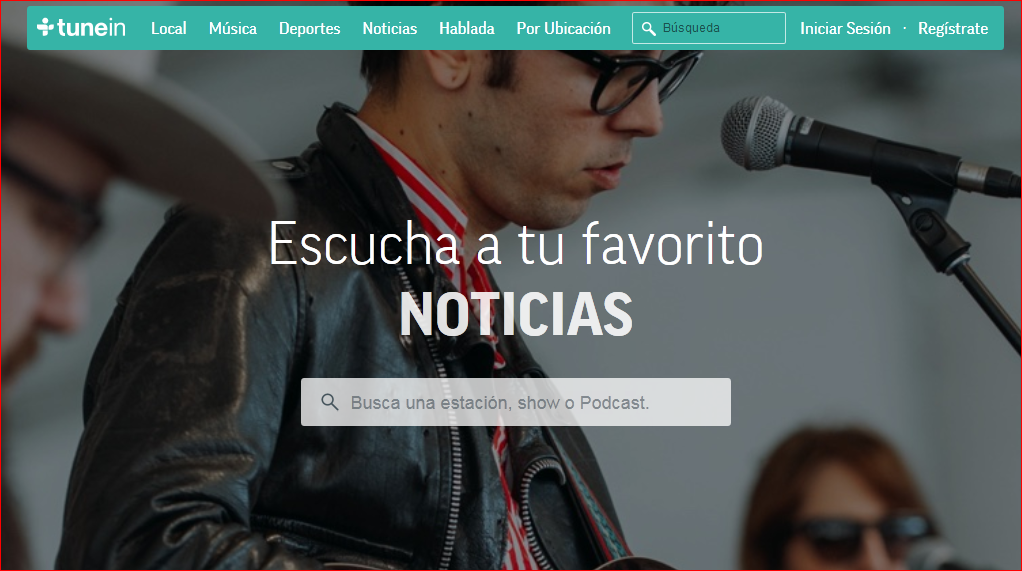 tunein Local Música Deportes Noticias Hablada Por Ubicación Búsqueda Iniciar Sesión · Regístrate
Escucha a tu favorito
NOTICIAS
Busca una estación, show o Podcast.